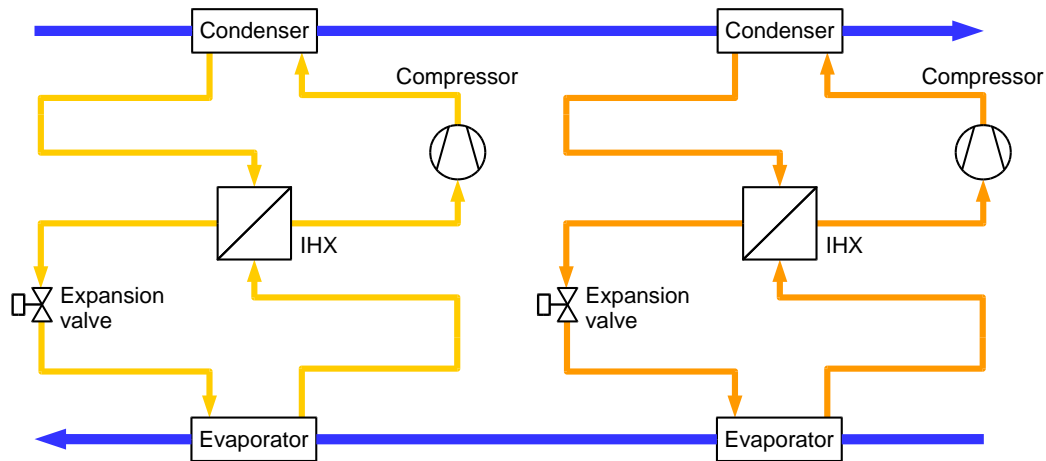 Condenser
Condenser
Compressor
Compressor
IHX
IHX
Expansion
valve
Expansion
valve
Evaporator
Evaporator